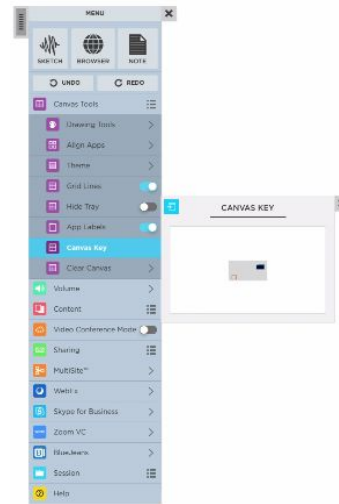 MENU
SKETCH
BROWSER
NOTE
UNDO
REDO
Canvas Tools
Drawing Tools
Align Apps
Theme
Grid Lines
Hide Tray
App Labels
Canvas Key
CANVAS KEY
Clear Canvas
Volume
Content
Video Conference Mode
Sharing
MultiSite™
WebEx
Skype for Business
Zoom VC
BlueJeans
Session
Help